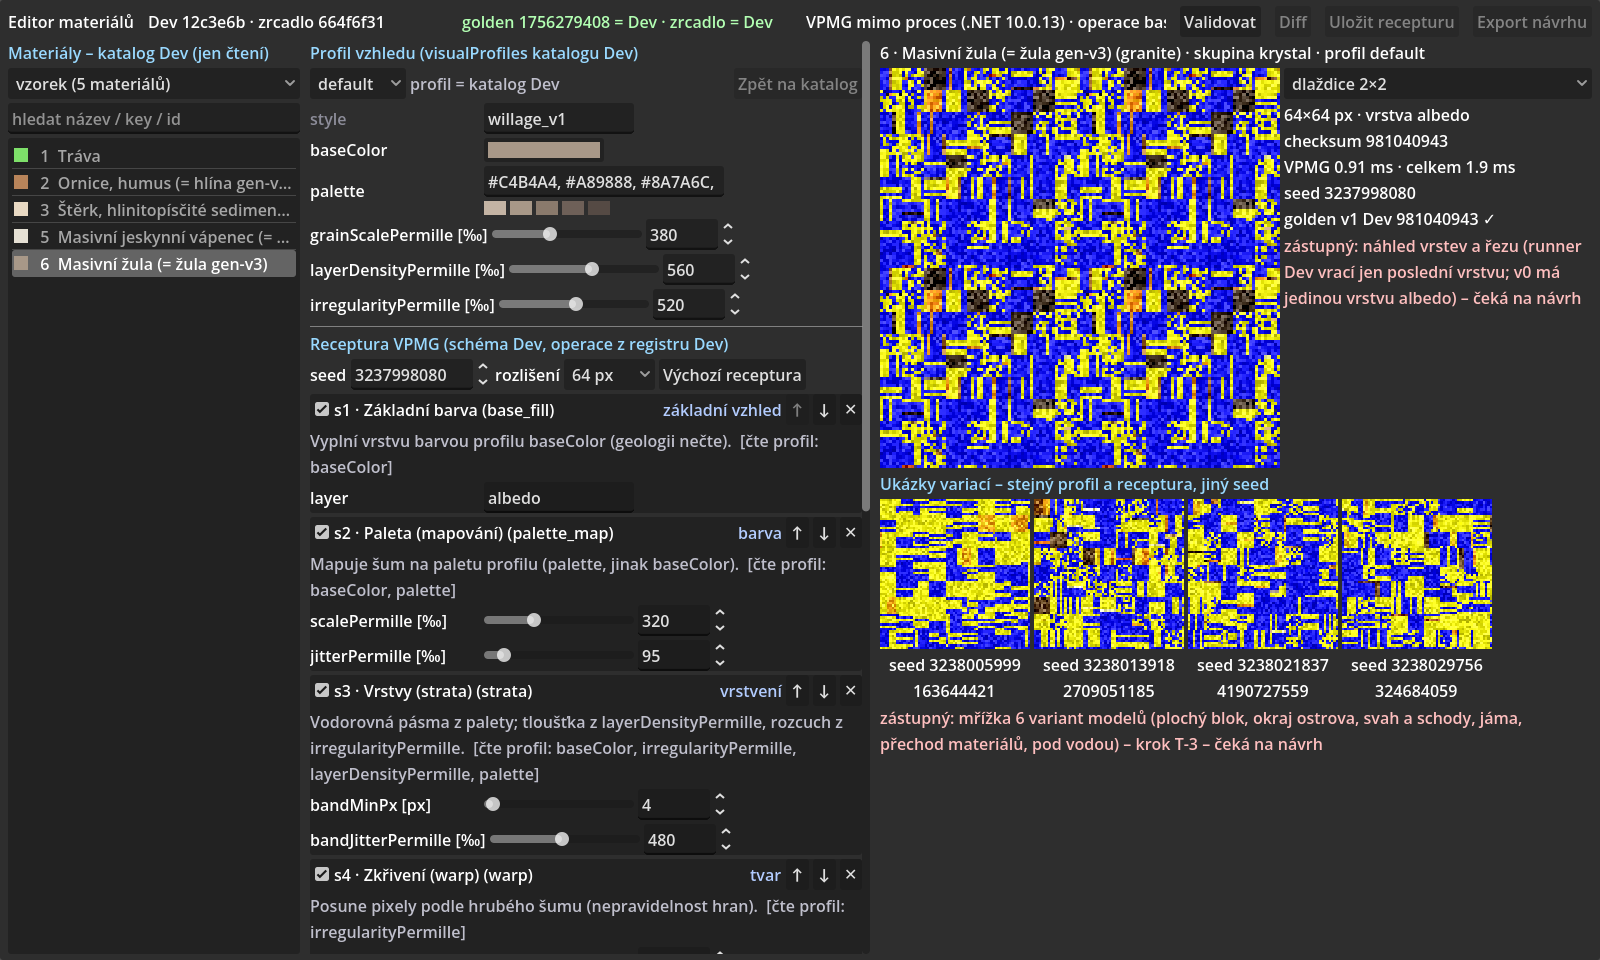 Editor materiálů Dev 12c3e6b · zrcadlo 664f6f31 golden 1756279408 = Dev · zrcadlo = Dev VPMG mimo proces (.NET 10.0.13) · operace bas Validovat Diff Uložit recepturu Export návrhu
Materiály – katalog Dev (jen čtení)
vzorek (5 materiálů)
hledat název / key / id
1 Tráva
2 Ornice, humus (= hlína gen-v...
3 Štěrk, hlinitopísčité sedimen...
5 Masivní jeskynní vápenec (= ...
6 Masivní žula (= žula gen-v3)
Profil vzhledu (visualProfiles katalogu Dev)
default profil = katalog Dev Zpět na katalog
style willage_v1
baseColor
palette #C4B4A4, #A89888, #8A7A6C,
grainScalePermille [‰] 380
layerDensityPermille [‰] 560
irregularityPermille [‰] 520
Receptura VPMG (schéma Dev, operace z registru Dev)
seed 3237998080 rozlišení 64 px Výchozí receptura
s1 · Základní barva (base_fill) základní vzhled ↑ ↓ ✕
Vyplní vrstvu barvou profilu baseColor (geologii nečte). [čte profil:
baseColor]
layer albedo
s2 · Paleta (mapování) (palette_map) barva ↑ ↓ ✕
Mapuje šum na paletu profilu (palette, jinak baseColor). [čte profil:
baseColor, palette]
scalePermille [‰] 320
jitterPermille [‰] 95
s3 · Vrstvy (strata) (strata) vrstvení ↑ ↓ ✕
Vodorovná pásma z palety; tloušťka z layerDensityPermille, rozcuch z
irregularityPermille. [čte profil: baseColor, irregularityPermille,
layerDensityPermille, palette]
bandMinPx [px] 4
bandJitterPermille [‰] 480
s4 · Zkřivení (warp) (warp) tvar ↑ ↓ ✕
Posune pixely podle hrubého šumu (nepravidelnost hran). [čte profil:
irregularityPermille]
6 · Masivní žula (= žula gen-v3) (granite) · skupina krystal · profil default
dlaždice 2×2
64×64 px · vrstva albedo
checksum 981040943
VPMG 0.91 ms · celkem 1.9 ms
seed 3237998080
golden v1 Dev 981040943 ✓
zástupný: náhled vrstev a řezu (runner
Dev vrací jen poslední vrstvu; v0 má
jedinou vrstvu albedo) – čeká na návrh
Ukázky variací – stejný profil a receptura, jiný seed
seed 3238005999 seed 3238013918 seed 3238021837 seed 3238029756
163644421 2709051185 4190727559 324684059
zástupný: mřížka 6 variant modelů (plochý blok, okraj ostrova, svah a schody, jáma,
přechod materiálů, pod vodou) – krok T-3 – čeká na návrh